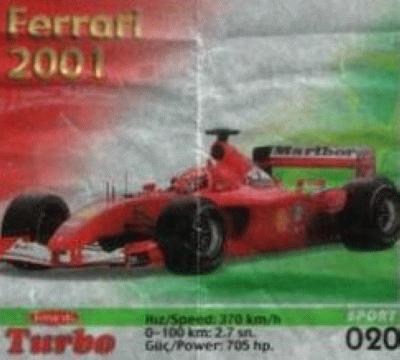 Ferrari
2001
Marlboro
Hız/Speed: 370 km/h
0-100 km: 2.7 sn.
Güç/Power: 705 hp.
Turbo
SPORT
020